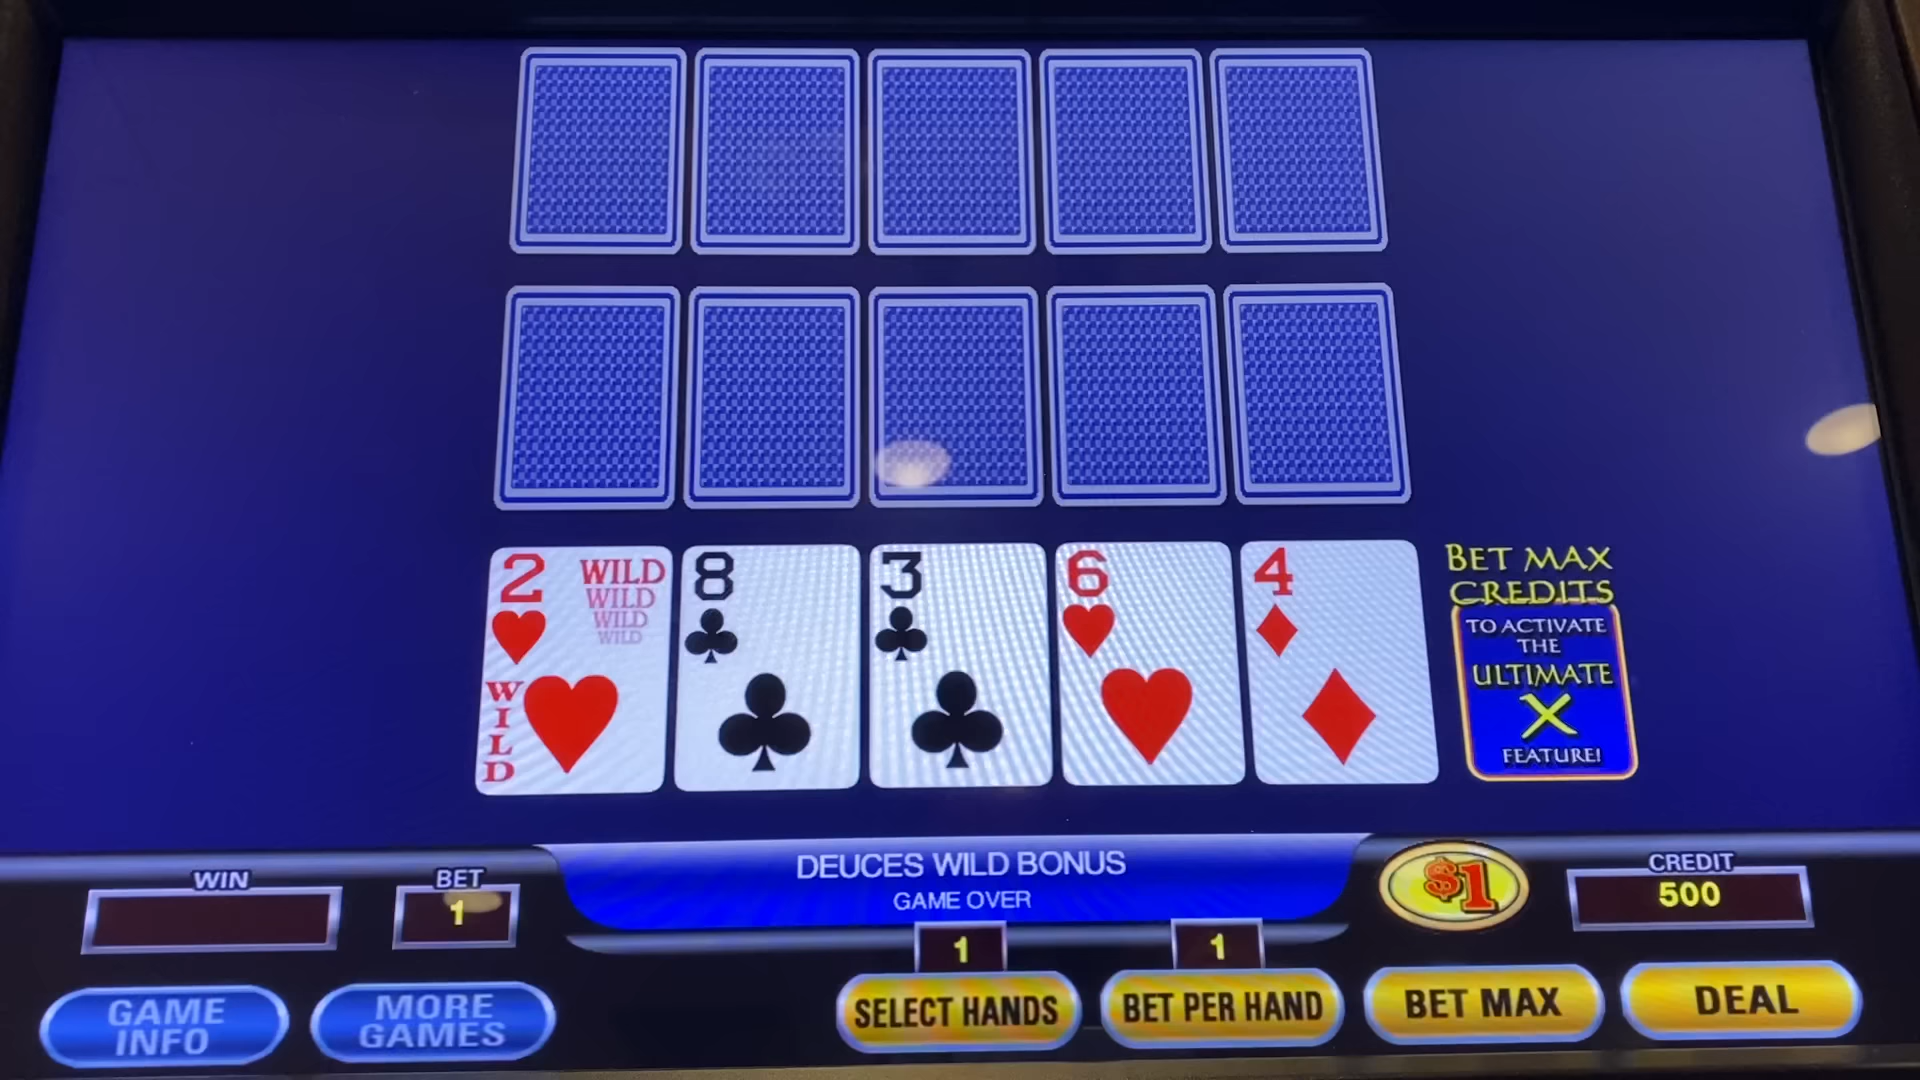 2
WILD
WILD
WILD
WILD
WILD
8
3
6
4
BET MAX
CREDITS
TO ACTIVATE
THE
ULTIMATE
X
FEATURE!
WIN
BET
1
DEUCES WILD BONUS
GAME OVER
$1
CREDIT
500
1
1
GAME
INFO
MORE
GAMES
SELECT HANDS
BET PER HAND
BET MAX
DEAL